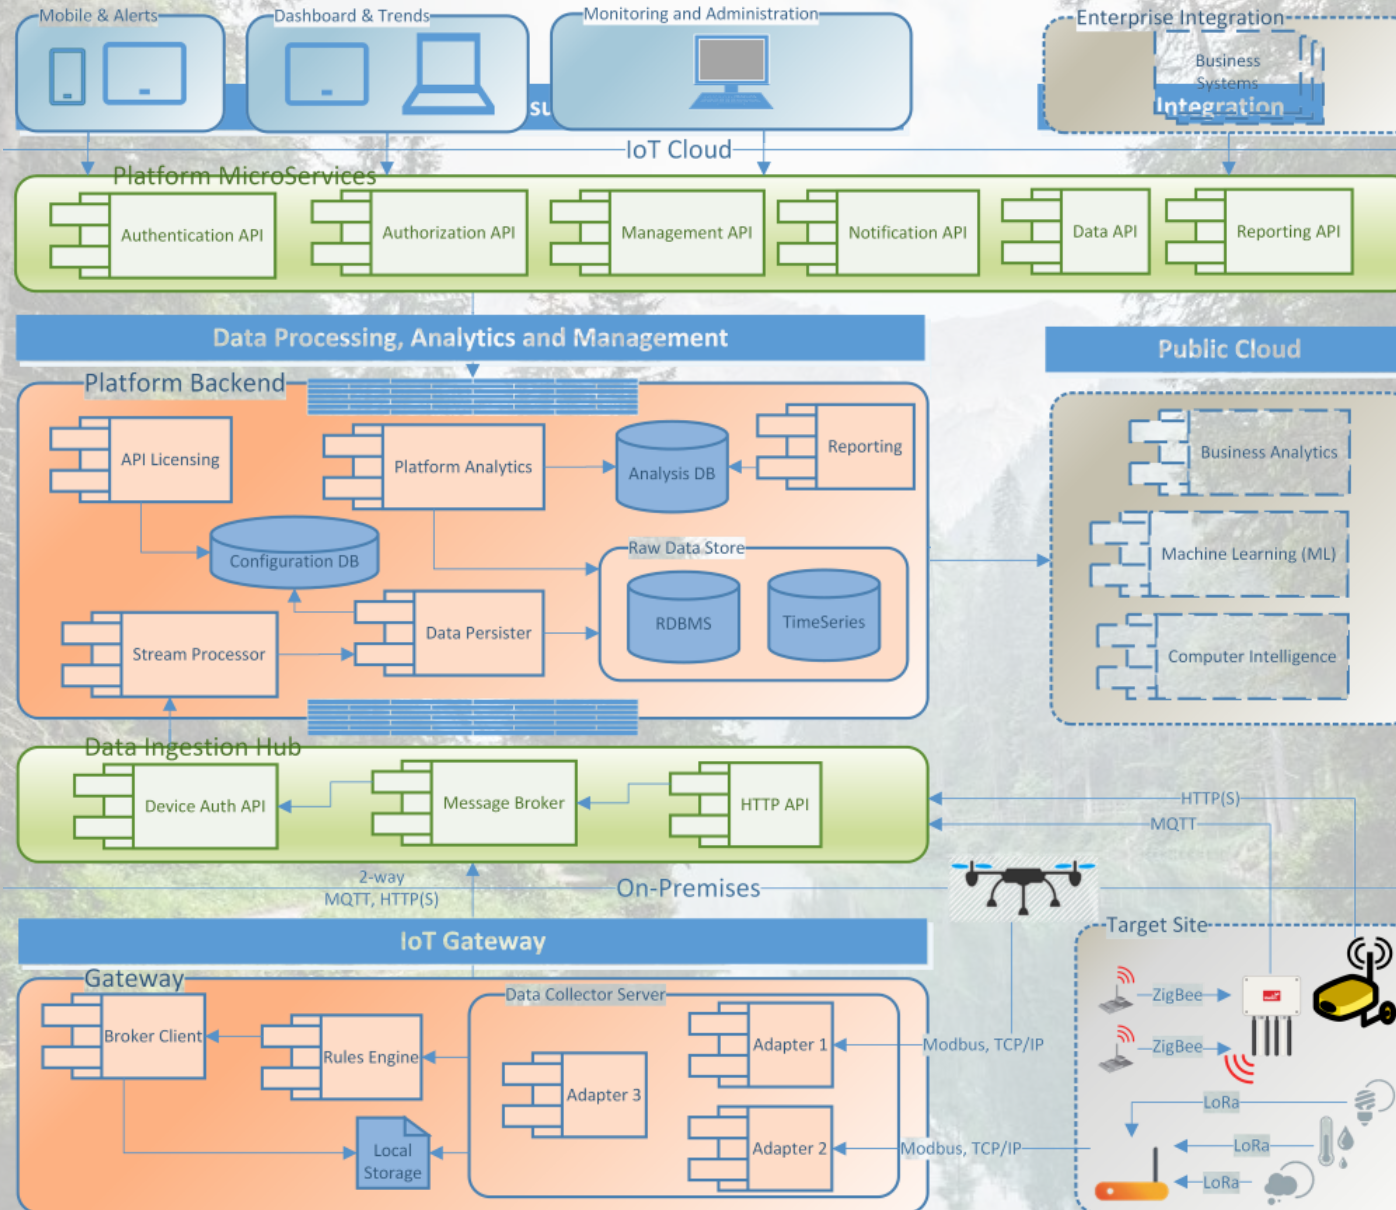 Mobile & Alerts
Dashboard & Trends
Monitoring and Administration
Enterprise Integration
Business
Systems
su
Integration
IoT Cloud
Platform MicroServices
Authentication API
Authorization API
Management API
Notification API
Data API
Reporting API
Data Processing, Analytics and Management
Public Cloud
Platform Backend
API Licensing
Platform Analytics
Analysis DB
Reporting
Business Analytics
Configuration DB
Raw Data Store
Machine Learning (ML)
RDBMS
TimeSeries
Data Persister
Stream Processor
Computer Intelligence
Data Ingestion Hub
Device Auth API
Message Broker
HTTP API
HTTP(S)
MQTT
2-way
MQTT, HTTP(S)
On-Premises
IoT Gateway
Target Site
Gateway
Data Collector Server
Broker Client
Rules Engine
Adapter 1
Adapter 3
Adapter 2
Local
Storage
Modbus, TCP/IP
Modbus, TCP/IP
ZigBee
ZigBee
LoRa
LoRa
LoRa